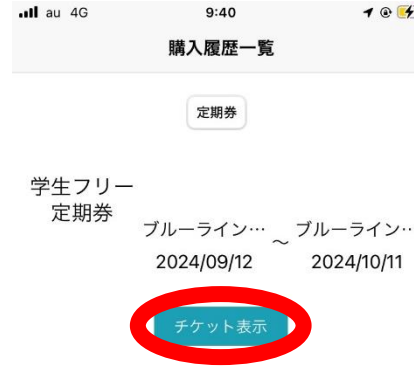 au 4G 9:40
購入履歴一覧
定期券
学生フリー
定期券
ブルーライン… ～ ブルーライン…
2024/09/12 2024/10/11
チケット表示